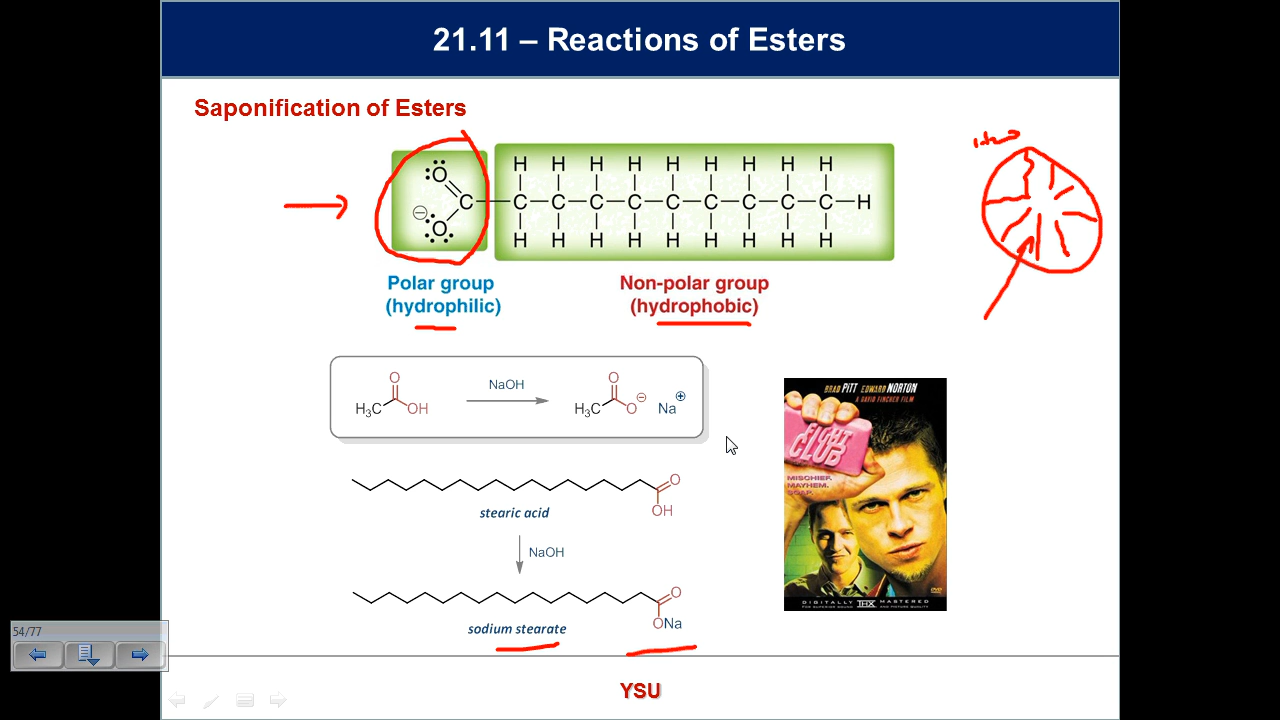 21.11 – Reactions of Esters
Saponification of Esters
H H H H H H H H H
O
C C C C C C C C C C H
O
H H H H H H H H H
Polar group
(hydrophilic)
Non-polar group
(hydrophobic)
O
H3C OH
NaOH
O
H3C O⊖ Na⊕
O
OH
stearic acid
NaOH
O
ONa
sodium stearate
BRAD PITT EDWARD NORTON
A DAVID FINCHER FILM
FIGHT
CLUB
MISCHIEF.
MAYHEM.
SOAP.
DIGITALLY THX MASTERED
54/77
YSU